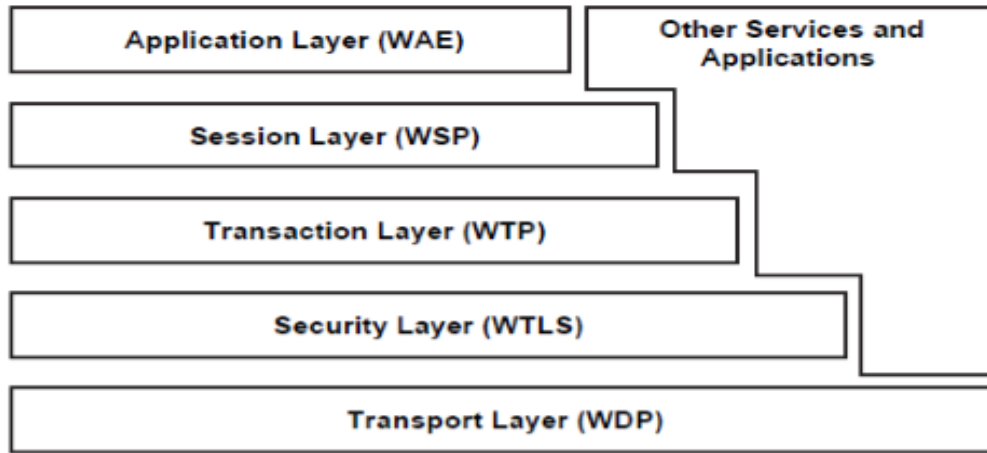 Application Layer (WAE)
Other Services and
Applications
Session Layer (WSP)
Transaction Layer (WTP)
Security Layer (WTLS)
Transport Layer (WDP)